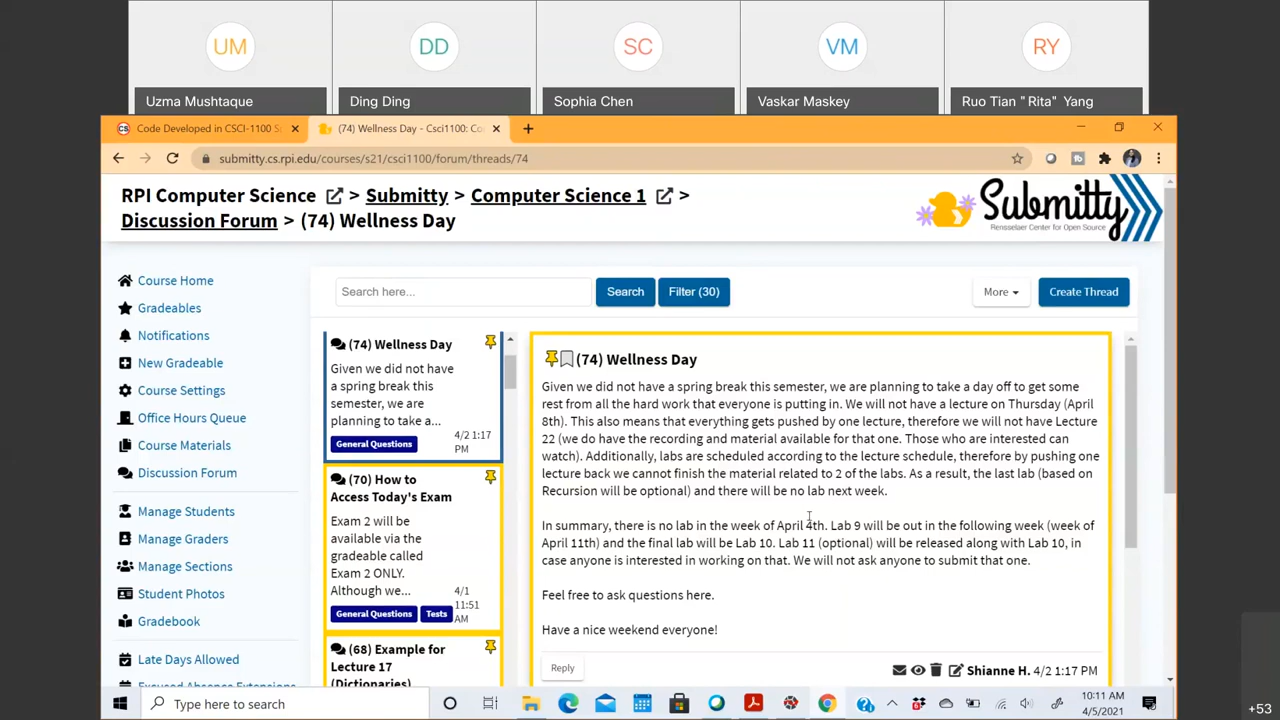 UM
DD
SC
VM
RY
Uzma Mushtaque
Ding Ding
Sophia Chen
Vaskar Maskey
Ruo Tian "Rita" Yang
Code Developed in CSCI-1100 S
(74) Wellness Day - Csci1100: Co
submitty.cs.rpi.edu/courses/s21/csci1100/forum/threads/74
RPI Computer Science > Submitty > Computer Science 1 >
Discussion Forum > (74) Wellness Day
Submitty
Rensselaer Center for Open Source
Course Home
Gradeables
Notifications
New Gradeable
Course Settings
Office Hours Queue
Course Materials
Discussion Forum
Manage Students
Manage Graders
Manage Sections
Student Photos
Gradebook
Late Days Allowed
Excused Absence Extensions
Search here...
Search
Filter (30)
More
Create Thread
(74) Wellness Day
Given we did not have
a spring break this
semester, we are
planning to take a...
General Questions
4/2 1:17
PM
(70) How to
Access Today's Exam
Exam 2 will be
available via the
gradeable called
Exam 2 ONLY.
Although we...
General Questions
Tests
4/1
11:51
AM
(68) Example for
Lecture 17
(Dictionaries)
(74) Wellness Day
Given we did not have a spring break this semester, we are planning to take a day off to get some
rest from all the hard work that everyone is putting in. We will not have a lecture on Thursday (April
8th). This also means that everything gets pushed by one lecture, therefore we will not have Lecture
22 (we do have the recording and material available for that one. Those who are interested can
watch). Additionally, labs are scheduled according to the lecture schedule, therefore by pushing one
lecture back we cannot finish the material related to 2 of the labs. As a result, the last lab (based on
Recursion will be optional) and there will be no lab next week.
In summary, there is no lab in the week of April 4th. Lab 9 will be out in the following week (week of
April 11th) and the final lab will be Lab 10. Lab 11 (optional) will be released along with Lab 10, in
case anyone is interested in working on that. We will not ask anyone to submit that one.
Feel free to ask questions here.
Have a nice weekend everyone!
Reply
Shianne H. 4/2 1:17 PM
Type here to search
10:11 AM
4/5/2021
+53